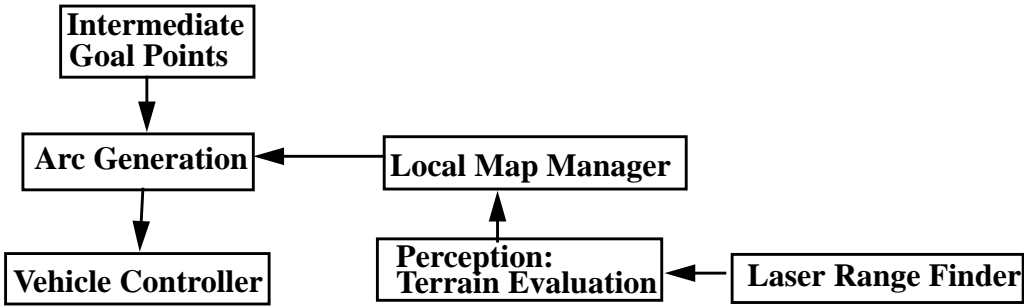 Intermediate
Goal Points
Arc Generation
Local Map Manager
Vehicle Controller
Perception:
Terrain Evaluation
Laser Range Finder